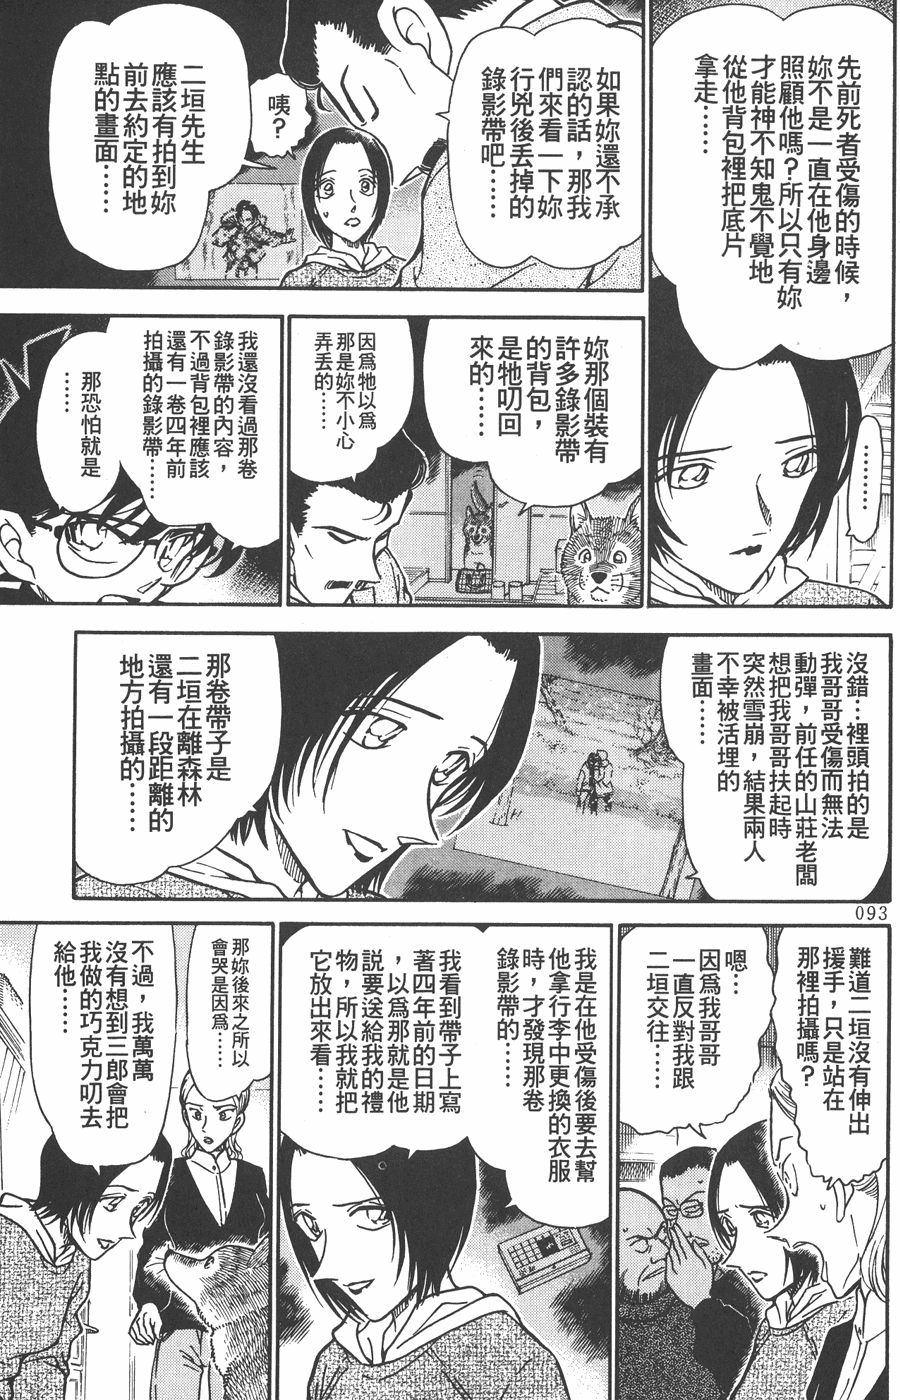 先前死者受傷的時候，
妳不是一直在他身邊
照顧他嗎？所以只有妳
才能神不知鬼不覺地
從他背包裡把底片
拿走……
………
如果妳還不承
認的話，那我
們來看一下妳
行兇後丟掉的
錄影帶吧……
咦？
二垣先生
應該有拍到妳
前去約定的地
點的畫面……
妳那個裝有
許多錄影帶
的背包，
是牠叨回
來的……
因為牠以為
那是妳不小心
弄丟的……
我還沒看過那卷
錄影帶的內容，
不過背包裡應該
還有一卷四年前
拍攝的錄影帶……
那恐怕就是
……
沒錯…裡頭拍的是
我哥哥受傷而無法
動彈，前任的山莊老闆
想把我哥哥扶起時
突然雪崩，結果兩人
不幸被活埋的
畫面……
那卷帶子是
二垣在離森林
還有一段距離的
地方拍攝的……
093
難道二垣沒有伸出
援手，只是站在
那裡拍攝嗎？
嗯…
因為我哥哥
一直反對我跟
二垣交往……
我是在他受傷後要去幫
他拿行李中更換的衣服
時，才發現那卷
錄影帶的……
我看到帶子上寫
著四年前的日期
，以為那就是他
說要送給我的禮
物，所以我就把
它放出來看……
那妳後來之所以
會哭是因為……
不過，我萬萬
沒有想到三郎會把
我做的巧克力叨去
給他……